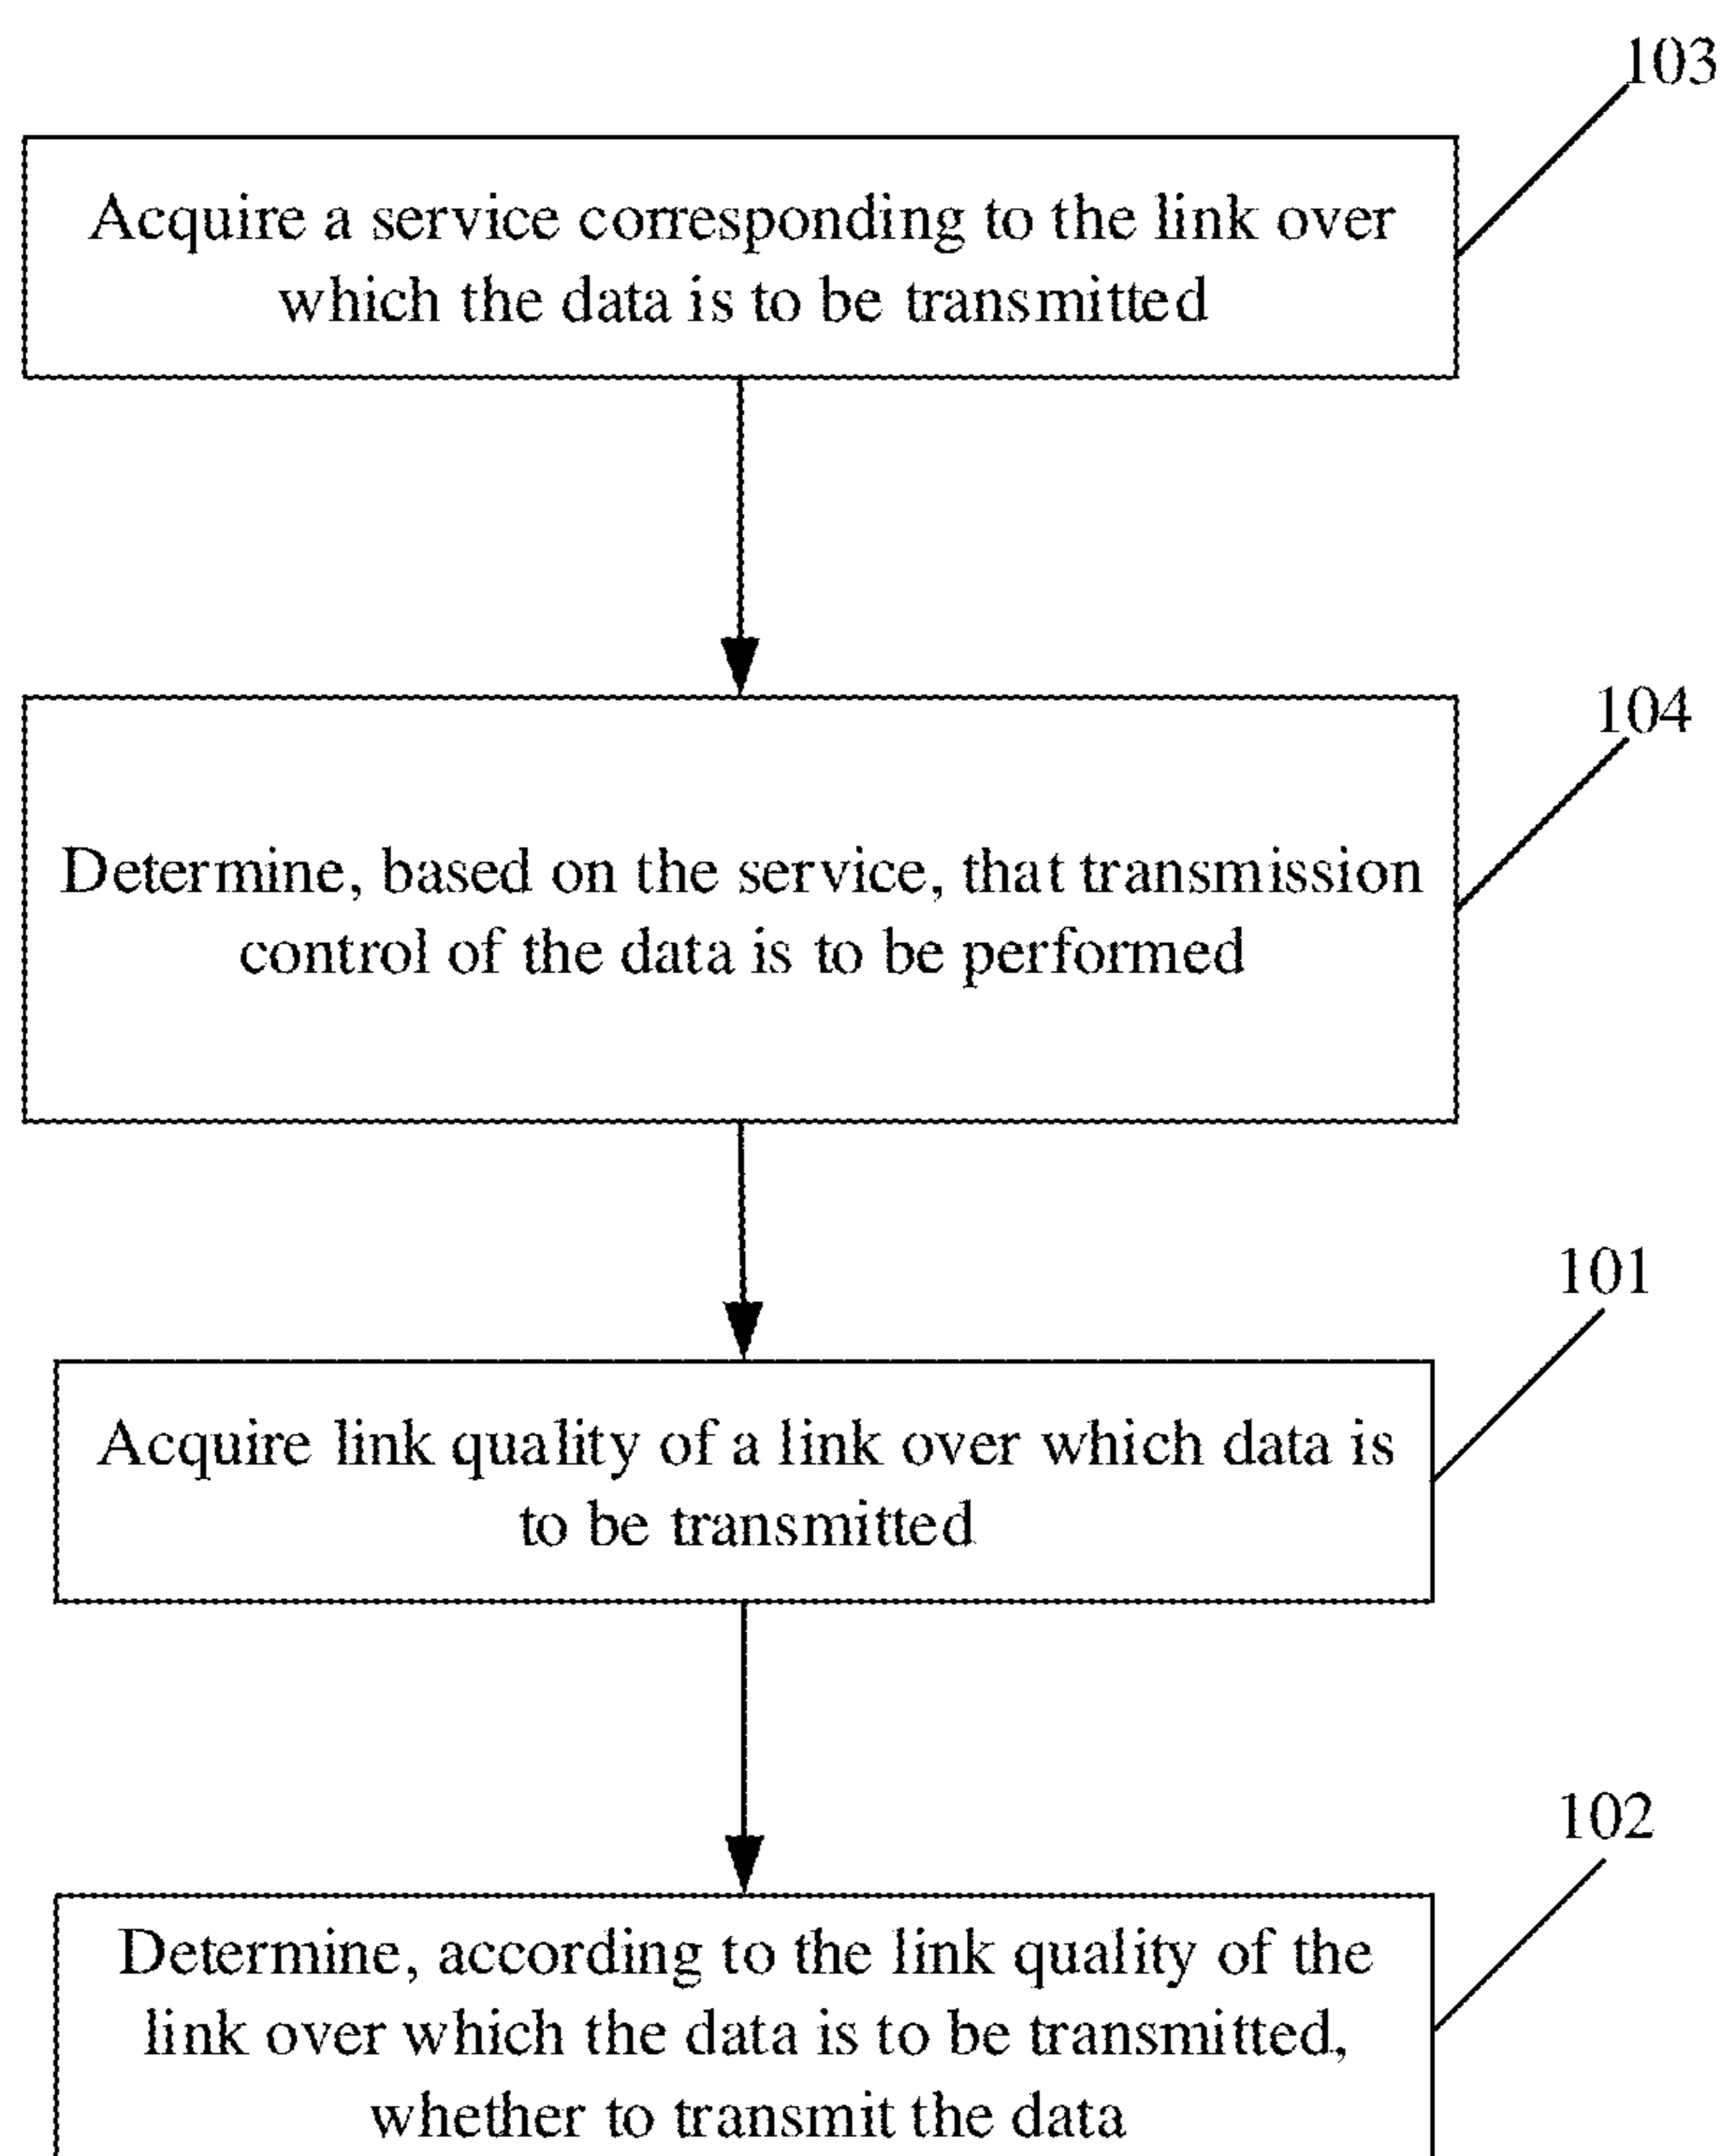 103
Acquire a service corresponding to the link over
which the data is to be transmitted
104
Determine, based on the service, that transmission
control of the data is to be performed
101
Acquire link quality of a link over which data is
to be transmitted
102
Determine, according to the link quality of the
link over which the data is to be transmitted,
whether to transmit the data